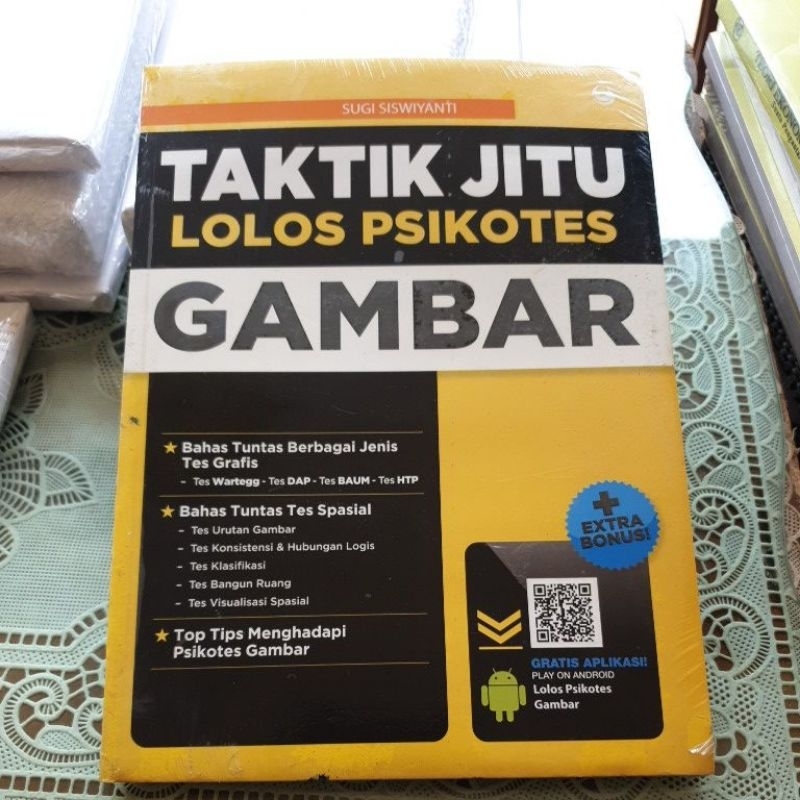 SUGI SISWIYANTI
TAKTIK JITU
LOLOS PSIKOTES
GAMBAR
★ Bahas Tuntas Berbagai Jenis
Tes Grafis
- Tes Wartegg - Tes DAP - Tes BAUM - Tes HTP
★ Bahas Tuntas Tes Spasial
- Tes Urutan Gambar
- Tes Konsistensi & Hubungan Logis
- Tes Klasifikasi
- Tes Bangun Ruang
- Tes Visualisasi Spasial
★ Top Tips Menghadapi
Psikotes Gambar
+
EXTRA
BONUS!
GRATIS APLIKASI!
PLAY ON ANDROID
Lolos Psikotes
Gambar